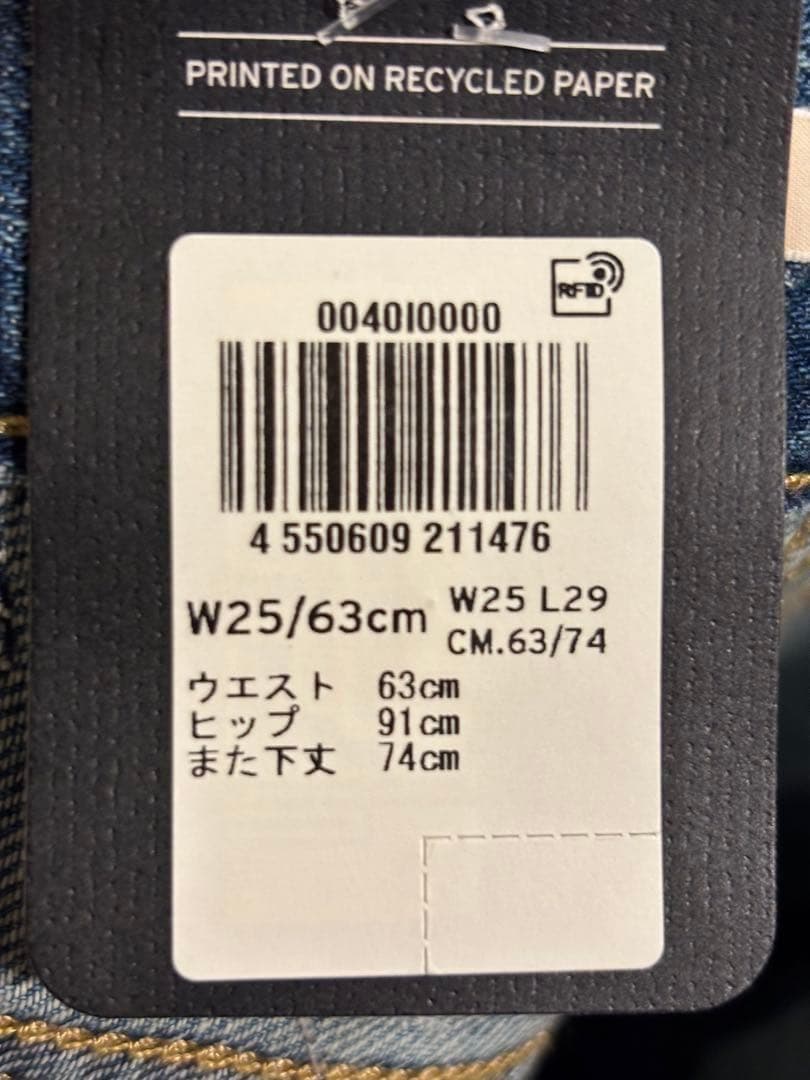 PRINTED ON RECYCLED PAPER
RFID
0040I0000
4 550609 211476
W25/63cm
W25 L29
CM.63/74
ウエスト 63cm
ヒップ 91cm
また下丈 74cm